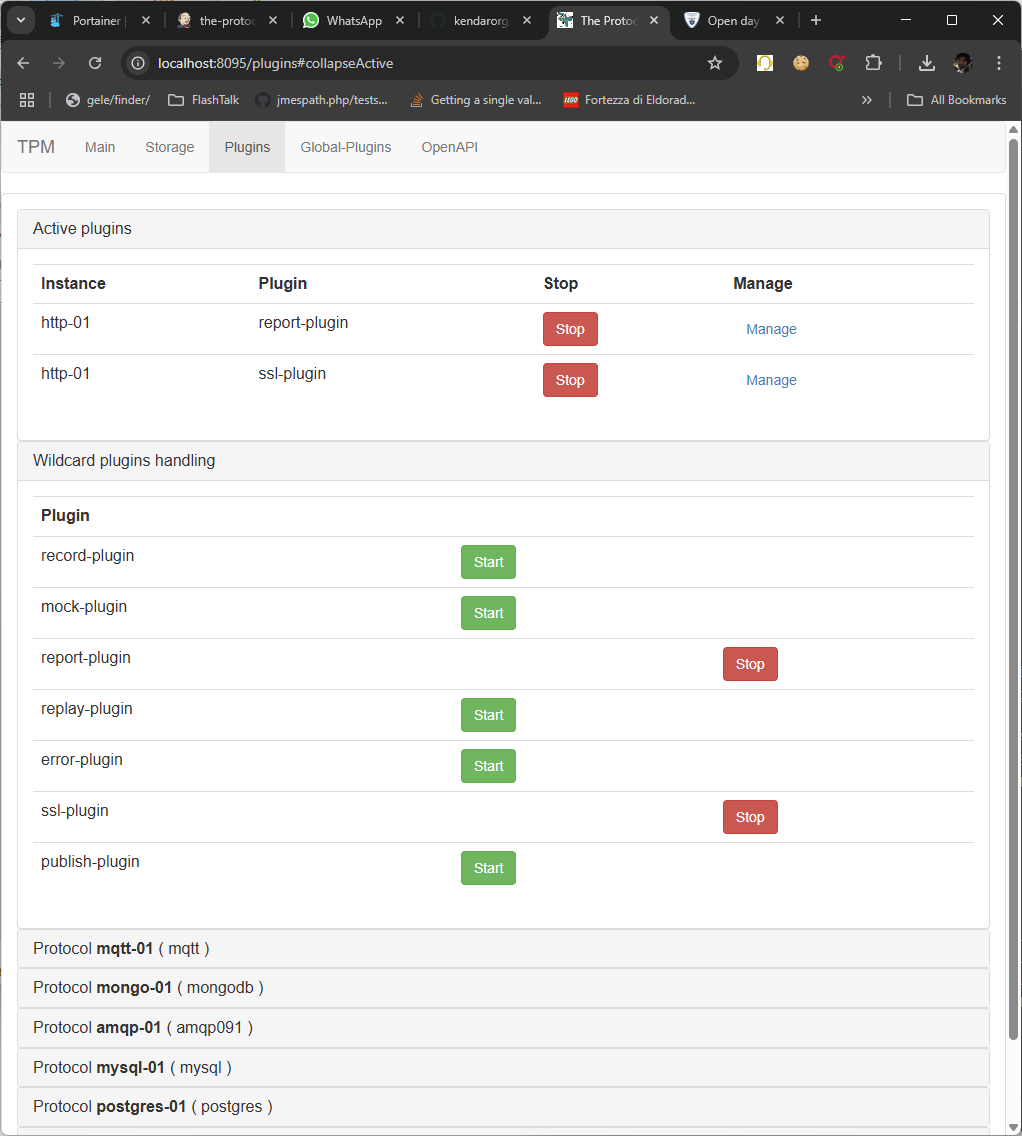 Portainer
the-protoc
WhatsApp
kendarorg
The Protoc
Open day
localhost:8095/plugins#collapseActive
gele/finder/
FlashTalk
jmespath.php/tests...
Getting a single val...
LEGO
Fortezza di Eldorad...
»
All Bookmarks
TPM
Main
Storage
Plugins
Global-Plugins
OpenAPI
Active plugins
Instance Plugin Stop Manage
http-01 report-plugin Stop Manage
http-01 ssl-plugin Stop Manage
Wildcard plugins handling
Plugin
record-plugin Start
mock-plugin Start
report-plugin Stop
replay-plugin Start
error-plugin Start
ssl-plugin Stop
publish-plugin Start
Protocol mqtt-01 ( mqtt )
Protocol mongo-01 ( mongodb )
Protocol amqp-01 ( amqp091 )
Protocol mysql-01 ( mysql )
Protocol postgres-01 ( postgres )